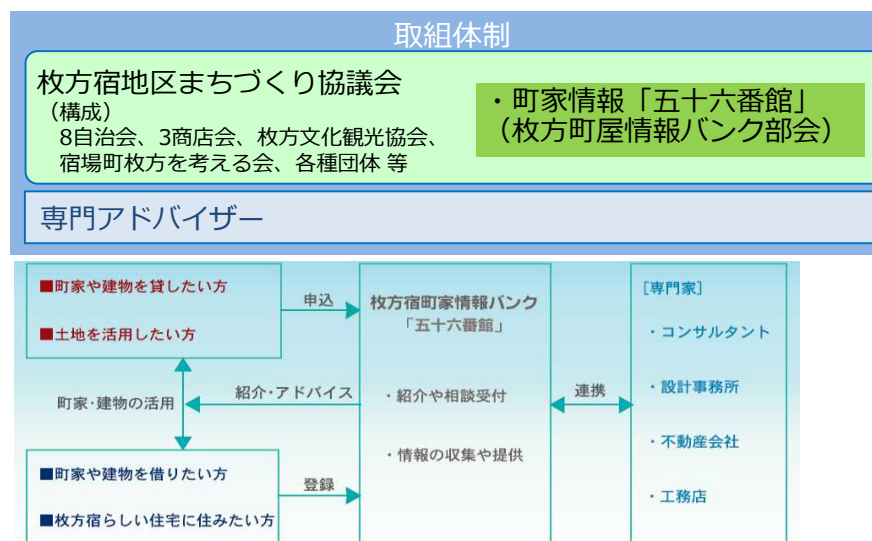 取組体制
枚方宿地区まちづくり協議会
（構成）
8自治会、3商店会、枚方文化観光協会、
宿場町枚方を考える会、各種団体 等
・町家情報「五十六番館」
（枚方町屋情報バンク部会）
専門アドバイザー
■町家や建物を貸したい方
■土地を活用したい方
申込
枚方宿町家情報バンク
「五十六番館」
・紹介や相談受付
・情報の収集や提供
町家･建物の活用
紹介･アドバイス
連携
[専門家]
・コンサルタント
・設計事務所
・不動産会社
・工務店
■町家や建物を借りたい方
■枚方宿らしい住宅に住みたい方
登録